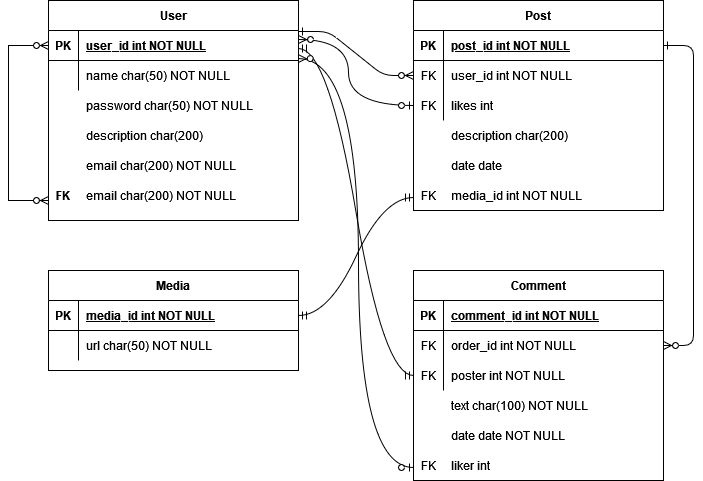 User
PK user_id int NOT NULL
name char(50) NOT NULL
password char(50) NOT NULL
description char(200)
email char(200) NOT NULL
FK email char(200) NOT NULL
Post
PK post_id int NOT NULL
FK user_id int NOT NULL
FK likes int
description char(200)
date date
FK media_id int NOT NULL
Media
PK media_id int NOT NULL
url char(50) NOT NULL
Comment
PK comment_id int NOT NULL
FK order_id int NOT NULL
FK poster int NOT NULL
text char(100) NOT NULL
date date NOT NULL
FK liker int